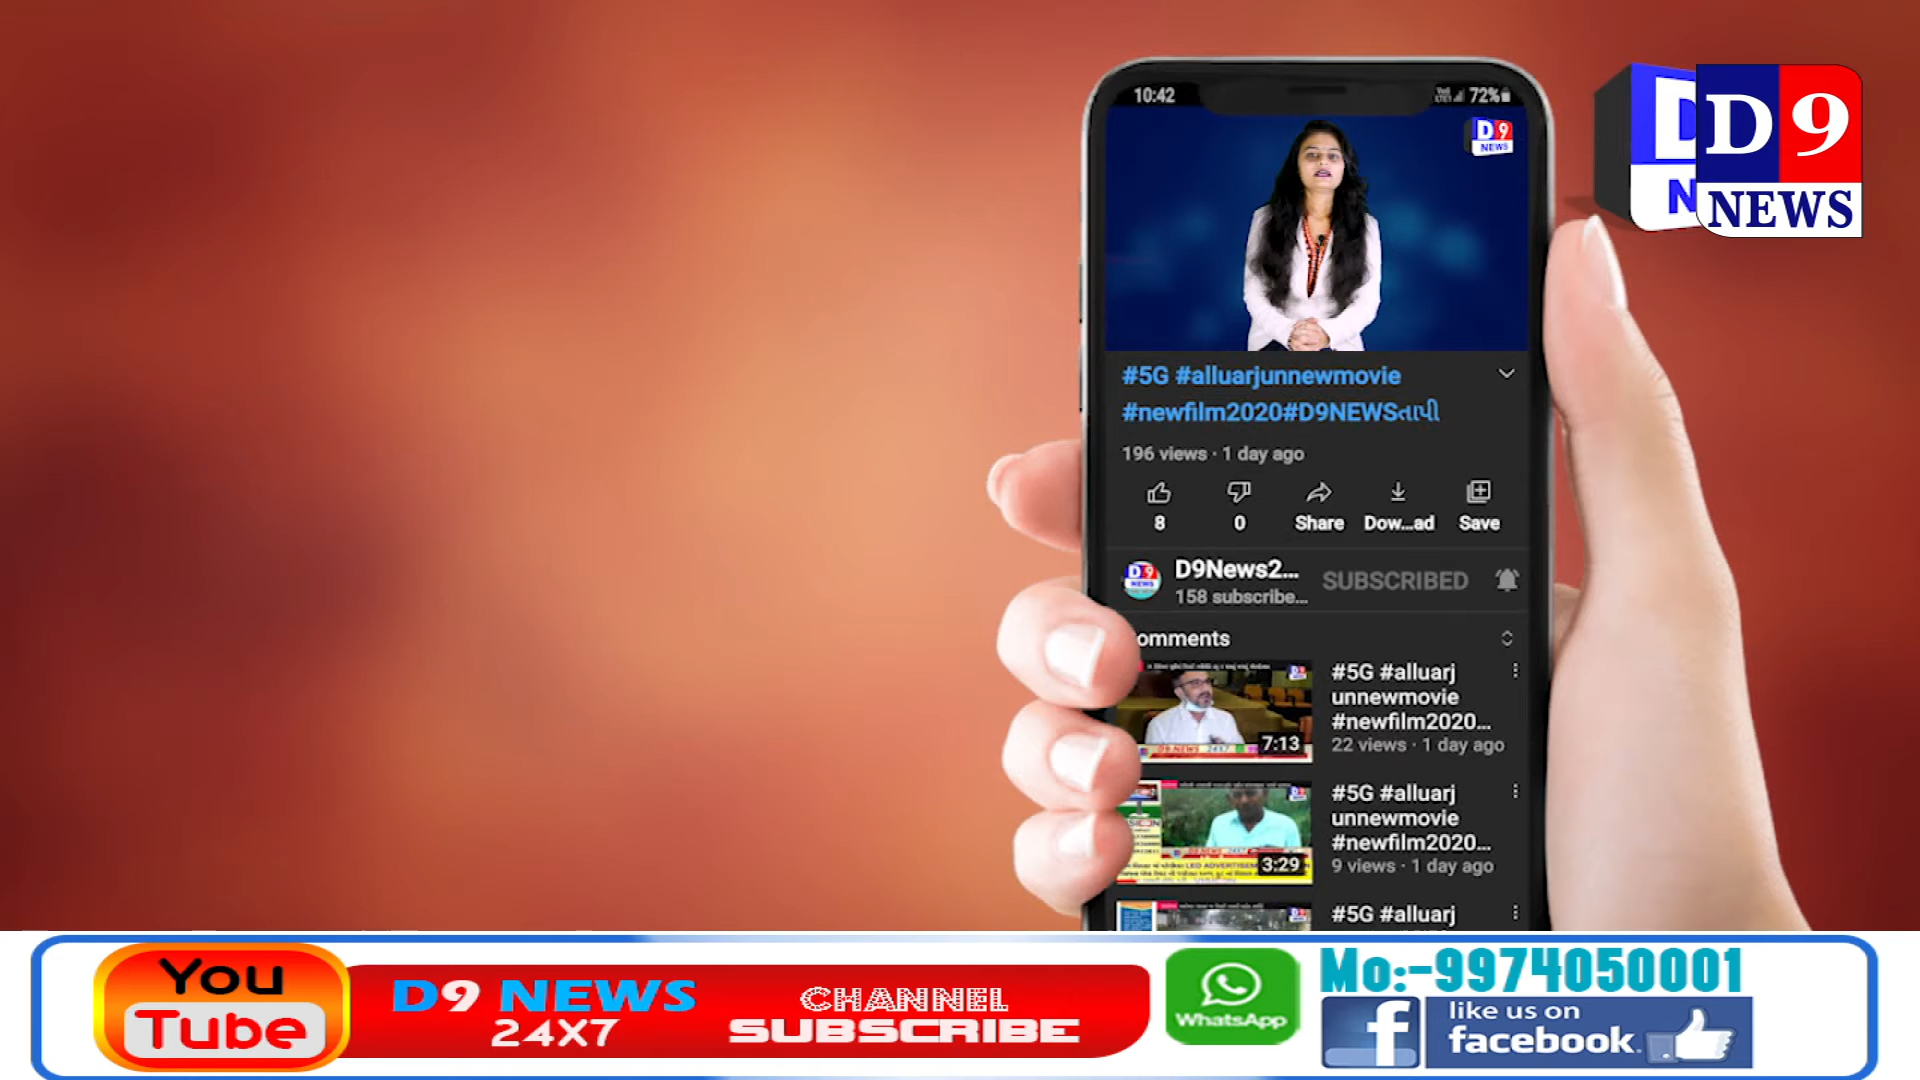 10:42
72%
D9
NEWS
D
N
D9
NEWS
#5G #alluarjunnewmovie
#newfilm2020#D9NEWSતાપી
196 views · 1 day ago
8
0
Share
Dow...ad
Save
D9
NEWS
D9News2...
SUBSCRIBED
158 subscribe...
omments
#5G #alluarj
unnewmovie
#newfilm2020...
22 views · 1 day ago
7:13
#5G #alluarj
unnewmovie
#newfilm2020...
9 views · 1 day ago
3:29
#5G #alluarj
You
Tube
D9 NEWS
24X7
CHANNEL
SUBSCRIBE
WhatsApp
Mo:-9974050001
f
like us on
facebook.